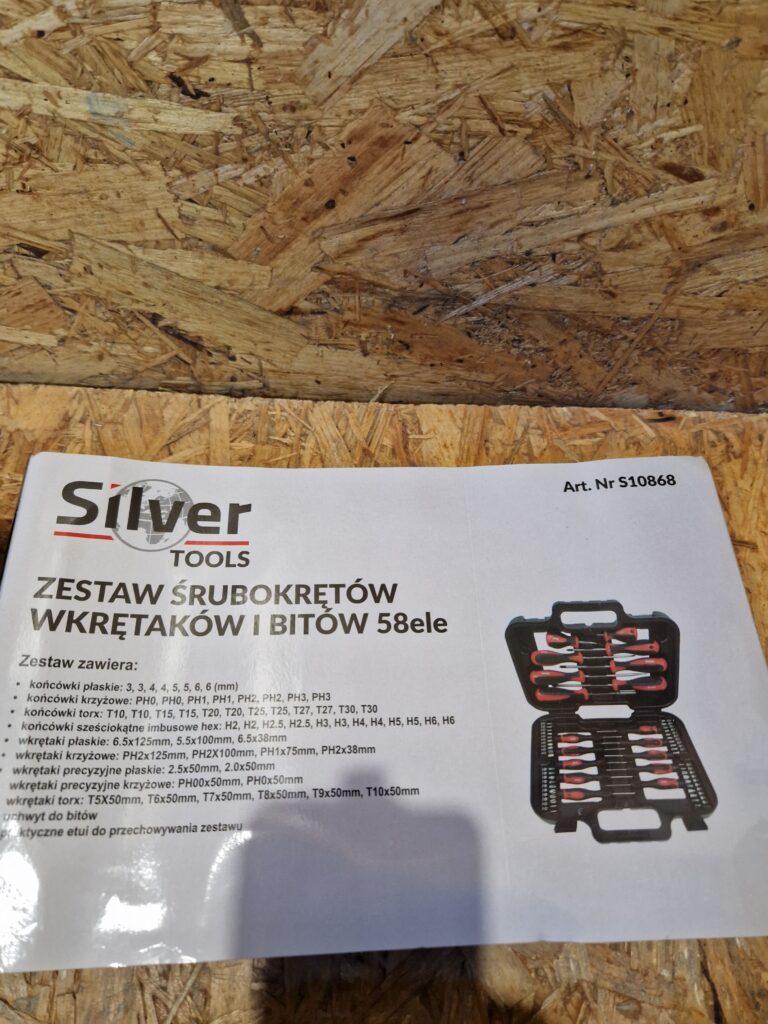 Silver
TOOLS
Art. Nr S10868
ZESTAW ŚRUBOKRĘTÓW
WKRĘTAKÓW I BITÓW 58ele
Zestaw zawiera:
• końcówki płaskie: 3, 3, 4, 4, 5, 5, 6, 6 (mm)
• końcówki krzyżowe: PH0, PH0, PH1, PH1, PH2, PH2, PH3, PH3
• końcówki torx: T10, T10, T15, T15, T20, T20, T25, T25, T27, T27, T30, T30
• końcówki sześciokątne imbusowe hex: H2, H2, H2.5, H2.5, H3, H3, H4, H4, H5, H5, H6, H6
• wkrętaki płaskie: 6.5x125mm, 5.5x100mm, 6.5x38mm
• wkrętaki krzyżowe: PH2x125mm, PH2X100mm, PH1x75mm, PH2x38mm
• wkrętaki precyzyjne płaskie: 2.5x50mm, 2.0x50mm
wkrętaki precyzyjne krzyżowe: PH00x50mm, PH0x50mm
wkrętaki torx: T5X50mm, T6x50mm, T7x50mm, T8x50mm, T9x50mm, T10x50mm
uchwyt do bitów
praktyczne etui do przechowywania zestawu